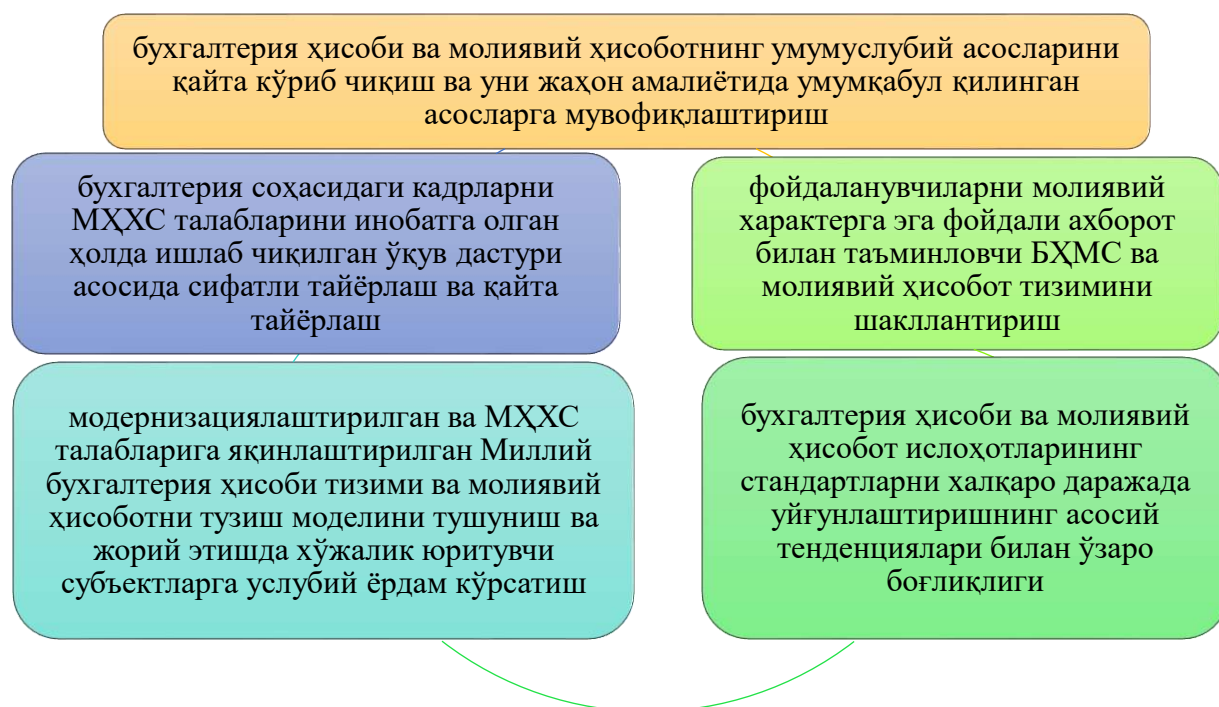 бухгалтерия ҳисоби ва молиявий ҳисоботнинг умумуслубий асосларини
қайта кўриб чиқиш ва уни жаҳон амалиётида умумқабул қилинган
асосларга мувофиқлаштириш
бухгалтерия соҳасидаги кадрларни
МҲХС талабларини инобатга олган
ҳолда ишлаб чиқилган ўқув дастури
асосида сифатли тайёрлаш ва қайта
тайёрлаш
фойдаланувчиларни молиявий
характерга эга фойдали ахборот
билан таъминловчи БҲМС ва
молиявий ҳисобот тизимини
шакллантириш
модернизациялаштирилган ва МҲХС
талабларига яқинлаштирилган Миллий
бухгалтерия ҳисоби тизими ва молиявий
ҳисоботни тузиш моделини тушуниш ва
жорий этишда хўжалик юритувчи
субъектларга услубий ёрдам кўрсатиш
бухгалтерия ҳисоби ва молиявий
ҳисобот ислоҳотларининг
стандартларни халқаро даражада
уйғунлаштиришнинг асосий
тенденциялари билан ўзаро
боғлиқлиги